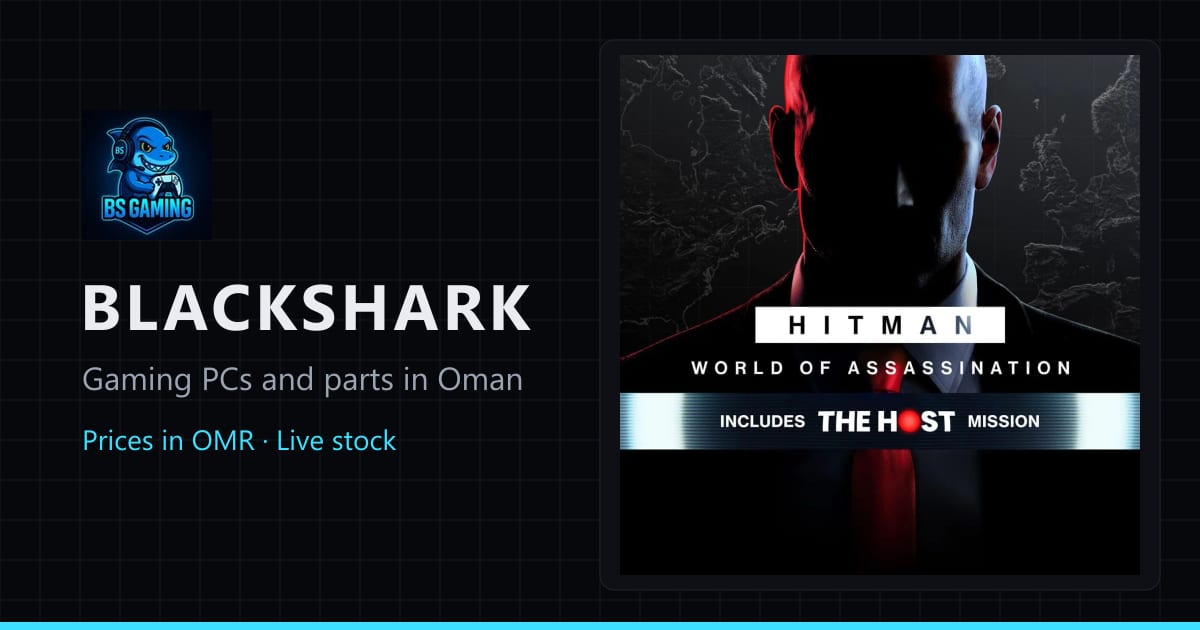 BS
BS GAMING
BLACKSHARK
Gaming PCs and parts in Oman
Prices in OMR · Live stock
HITMAN
WORLD OF ASSASSINATION
INCLUDES THE HOST MISSION